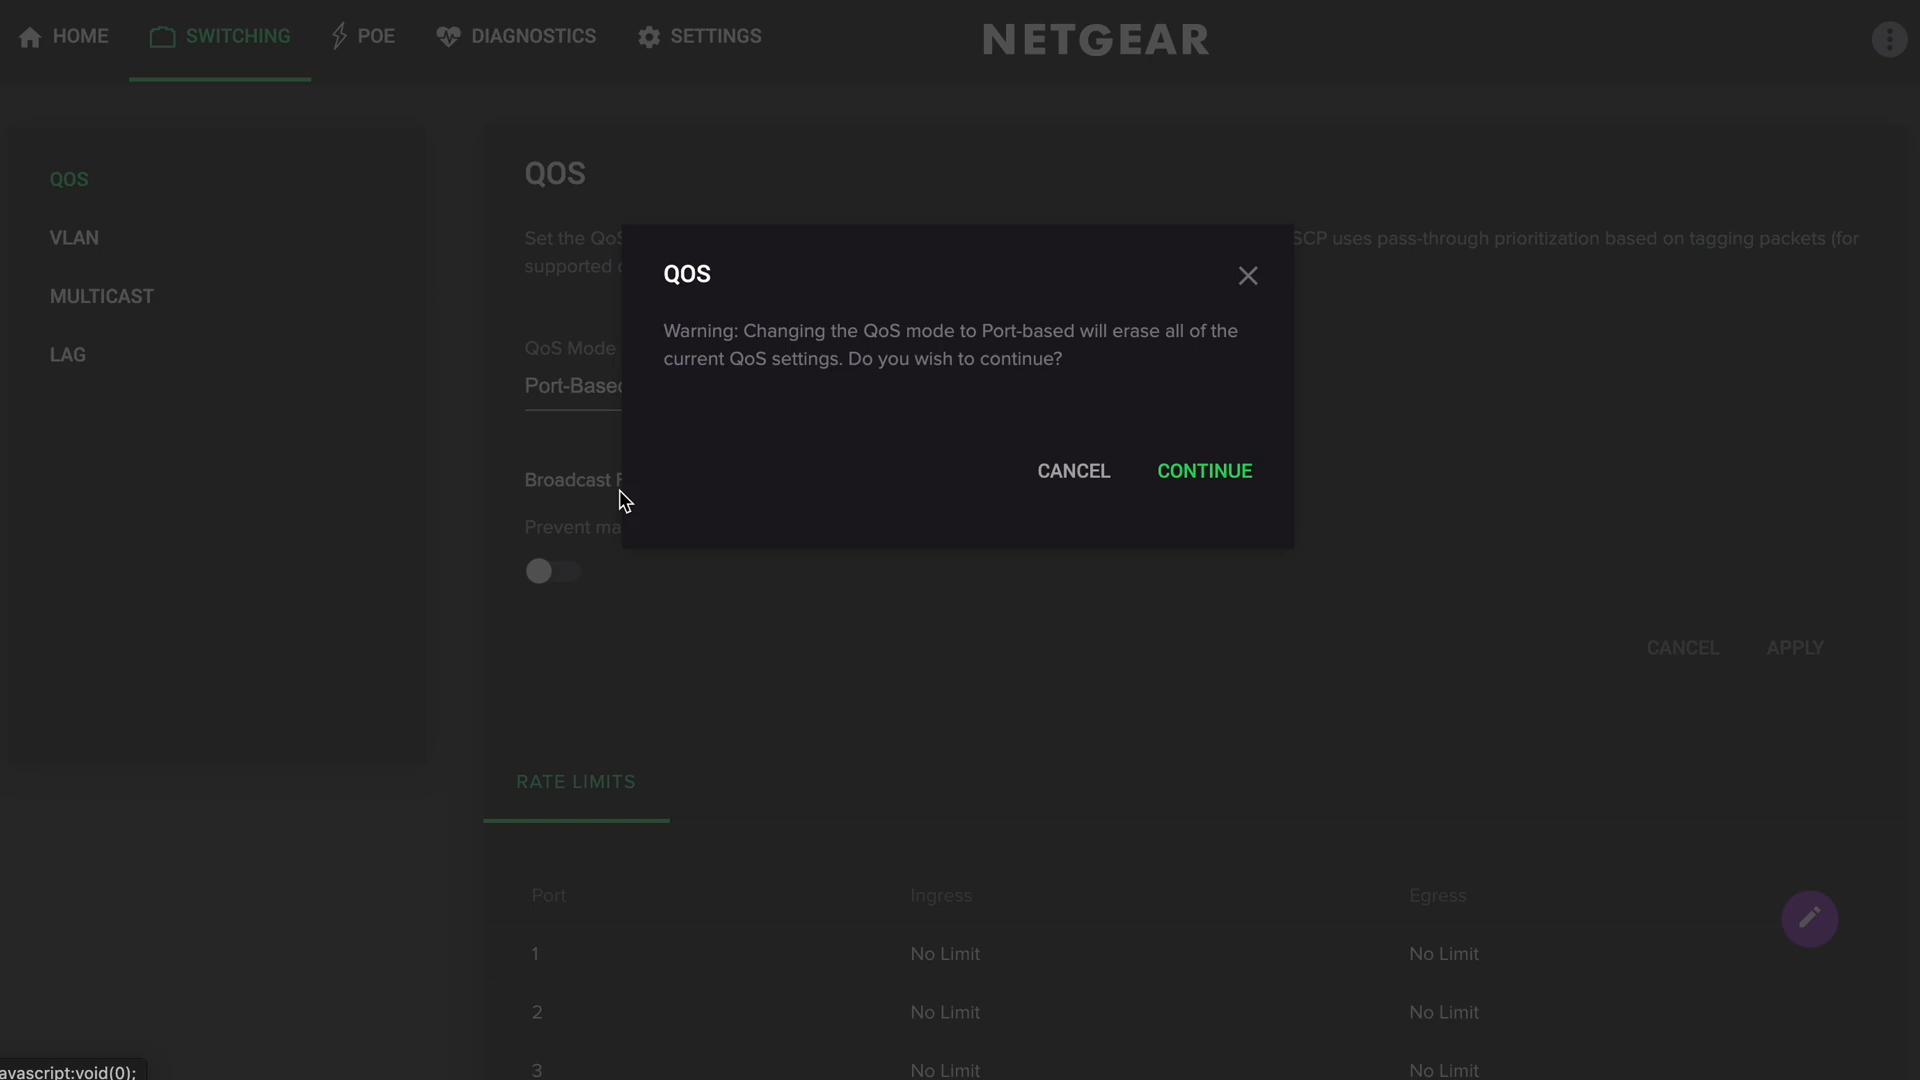 HOME
SWITCHING
POE
DIAGNOSTICS
SETTINGS
NETGEAR
QOS
VLAN
MULTICAST
LAG
QOS
Set the QoS
SCP uses pass-through prioritization based on tagging packets (for
supported
QoS Mode
Port-Based
Broadcast
Prevent
CANCEL
APPLY
QOS
Warning: Changing the QoS mode to Port-based will erase all of the
current QoS settings. Do you wish to continue?
CANCEL
CONTINUE
RATE LIMITS
Port
Ingress
Egress
1
No Limit
No Limit
2
No Limit
No Limit
3
No Limit
No Limit
avascript:void(0);